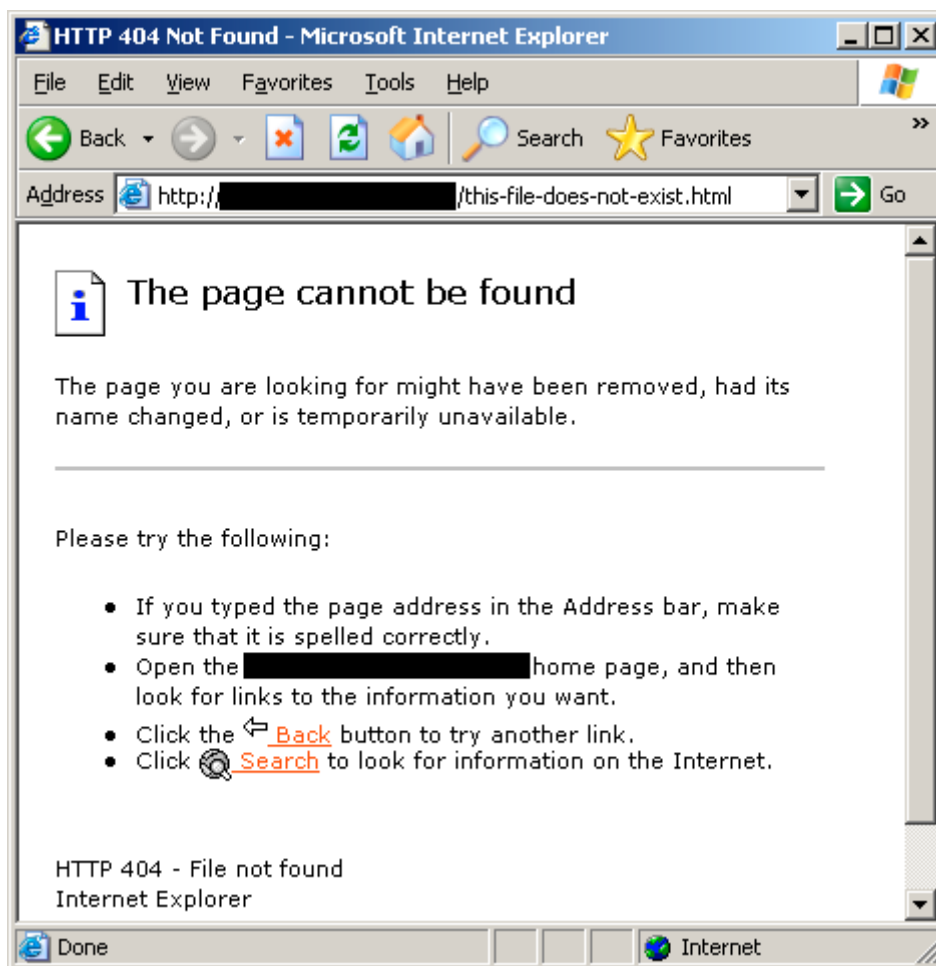 HTTP 404 Not Found - Microsoft Internet Explorer
File Edit View Favorites Tools Help
Back Search Favorites »
Address http:// /this-file-does-not-exist.html Go
The page cannot be found
The page you are looking for might have been removed, had its
name changed, or is temporarily unavailable.
Please try the following:
● If you typed the page address in the Address bar, make
sure that it is spelled correctly.
● Open the home page, and then
look for links to the information you want.
● Click the Back button to try another link.
● Click Search to look for information on the Internet.
HTTP 404 - File not found
Internet Explorer
Done Internet